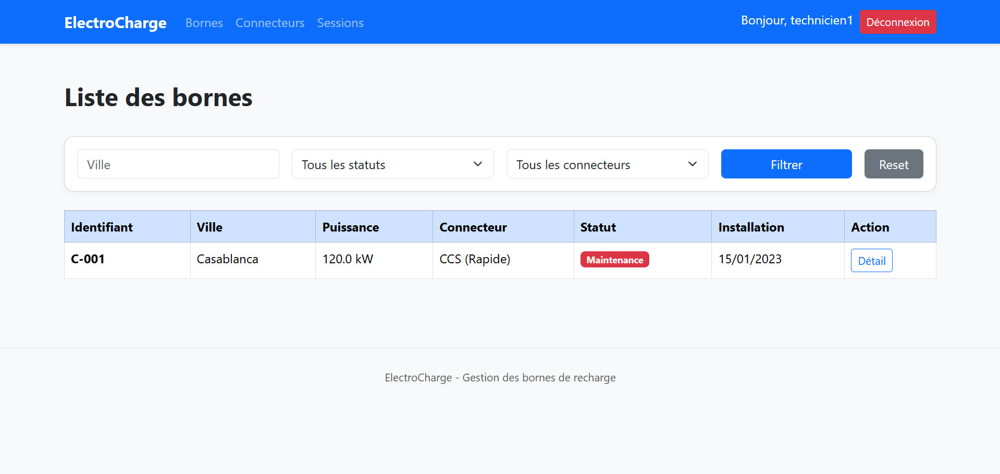 ElectroCharge Bornes Connecteurs Sessions Bonjour, technicien1 Déconnexion
Liste des bornes
Ville Tous les statuts Tous les connecteurs Filtrer Reset
Identifiant Ville Puissance Connecteur Statut Installation Action
C-001 Casablanca 120.0 kW CCS (Rapide) Maintenance 15/01/2023 Détail
ElectroCharge - Gestion des bornes de recharge